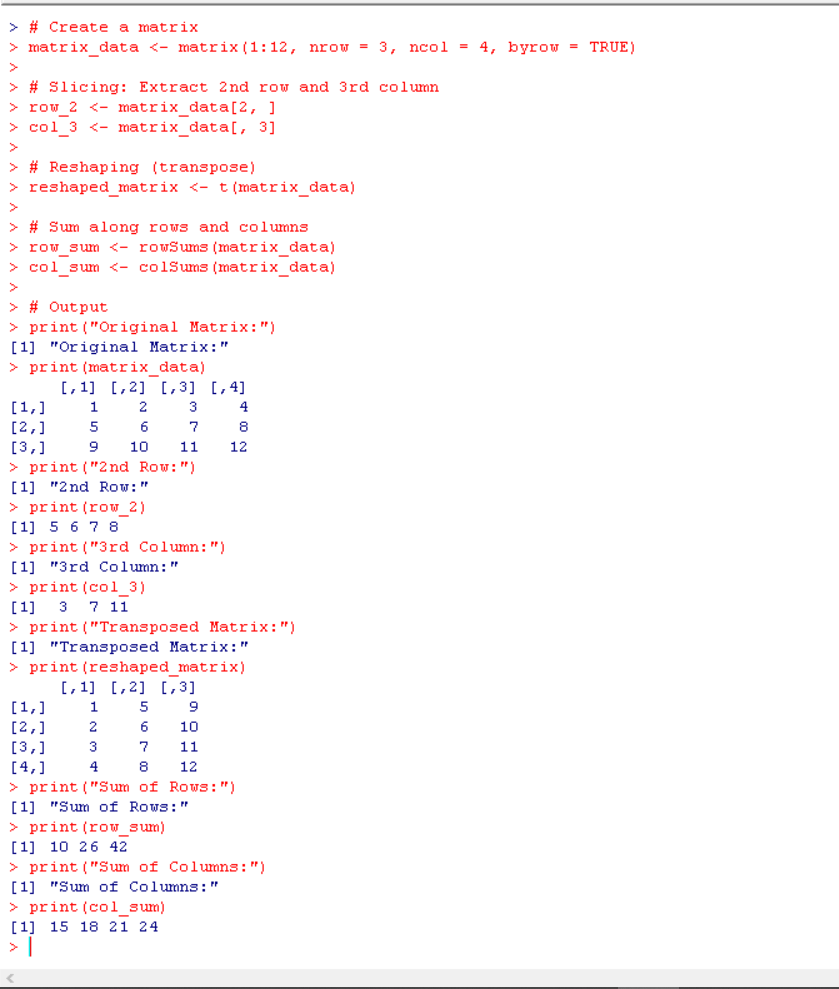 > # Create a matrix
> matrix_data <- matrix(1:12, nrow = 3, ncol = 4, byrow = TRUE)
>
> # Slicing: Extract 2nd row and 3rd column
> row_2 <- matrix_data[2, ]
> col_3 <- matrix_data[, 3]
>
> # Reshaping (transpose)
> reshaped_matrix <- t(matrix_data)
>
> # Sum along rows and columns
> row_sum <- rowSums(matrix_data)
> col_sum <- colSums(matrix_data)
>
> # Output
> print("Original Matrix:")
[1] "Original Matrix:"
> print(matrix_data)
     [,1] [,2] [,3] [,4]
[1,]    1    2    3    4
[2,]    5    6    7    8
[3,]    9   10   11   12
> print("2nd Row:")
[1] "2nd Row:"
> print(row_2)
[1] 5 6 7 8
> print("3rd Column:")
[1] "3rd Column:"
> print(col_3)
[1]  3  7 11
> print("Transposed Matrix:")
[1] "Transposed Matrix:"
> print(reshaped_matrix)
     [,1] [,2] [,3]
[1,]    1    5    9
[2,]    2    6   10
[3,]    3    7   11
[4,]    4    8   12
> print("Sum of Rows:")
[1] "Sum of Rows:"
> print(row_sum)
[1] 10 26 42
> print("Sum of Columns:")
[1] "Sum of Columns:"
> print(col_sum)
[1] 15 18 21 24
>